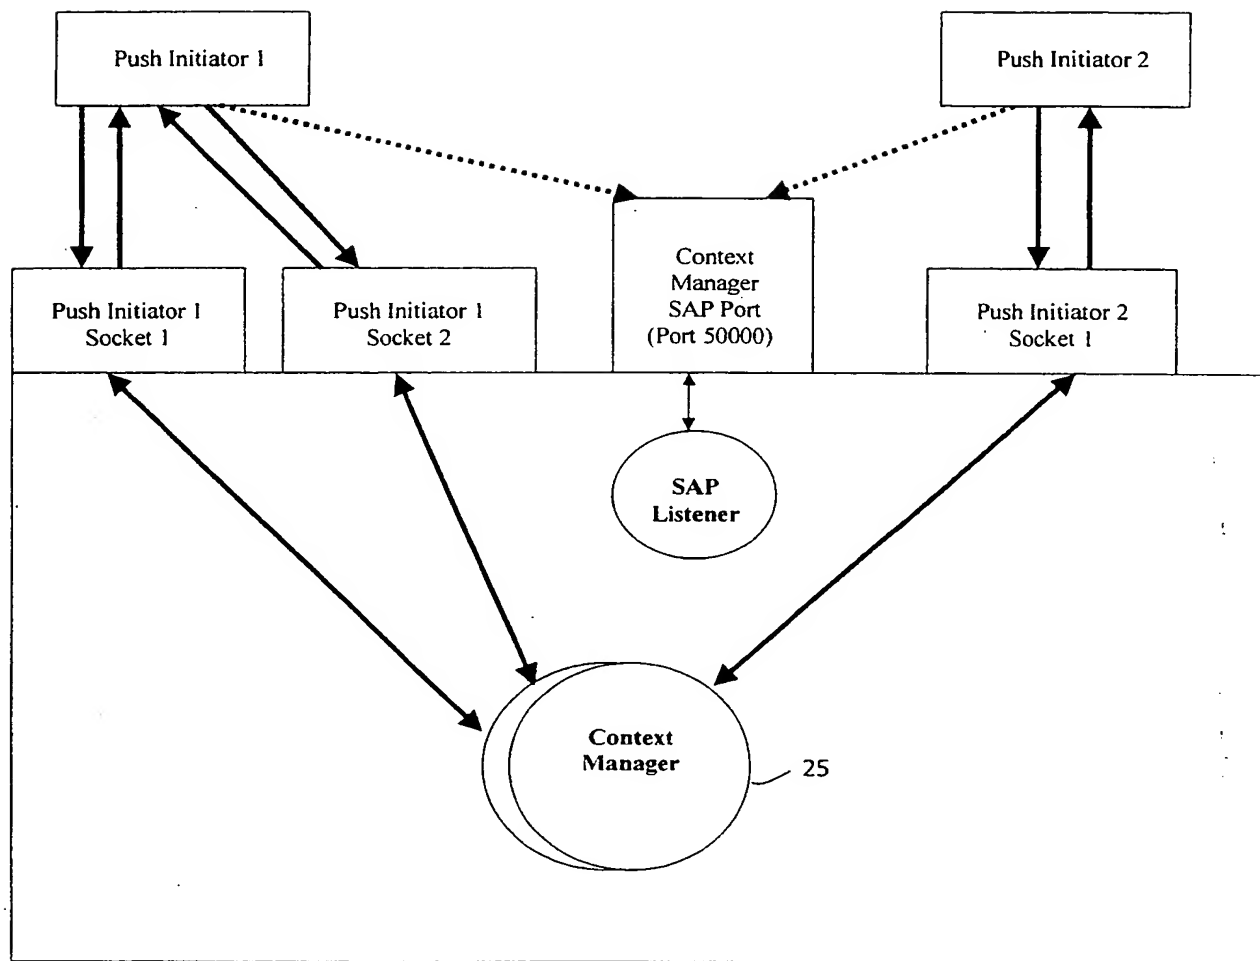 Push Initiator 1
Push Initiator 2
Context
Manager
SAP Port
(Port 50000)
Push Initiator 1
Socket 1
Push Initiator 1
Socket 2
Push Initiator 2
Socket 1
SAP
Listener
Context
Manager
25